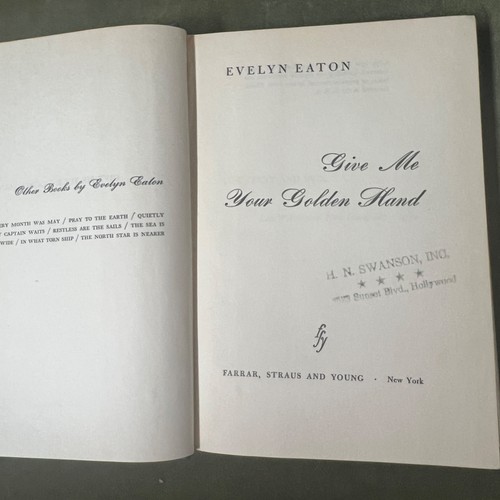 Other Books by Evelyn Eaton
MONTH WAS MAY / PRAY TO THE EARTH / QUIETLY
CAPTAIN WAITS / RESTLESS ARE THE SAILS / THE SEA IS
WIDE / IN WHAT TORN SHIP / THE NORTH STAR IS NEARER
EVELYN EATON
Give Me
Your Golden Hand
H. N. SWANSON, INC.
★ ★ ★ ★
Sunset Blvd., Hollywood
ffy
FARRAR, STRAUS AND YOUNG · New York